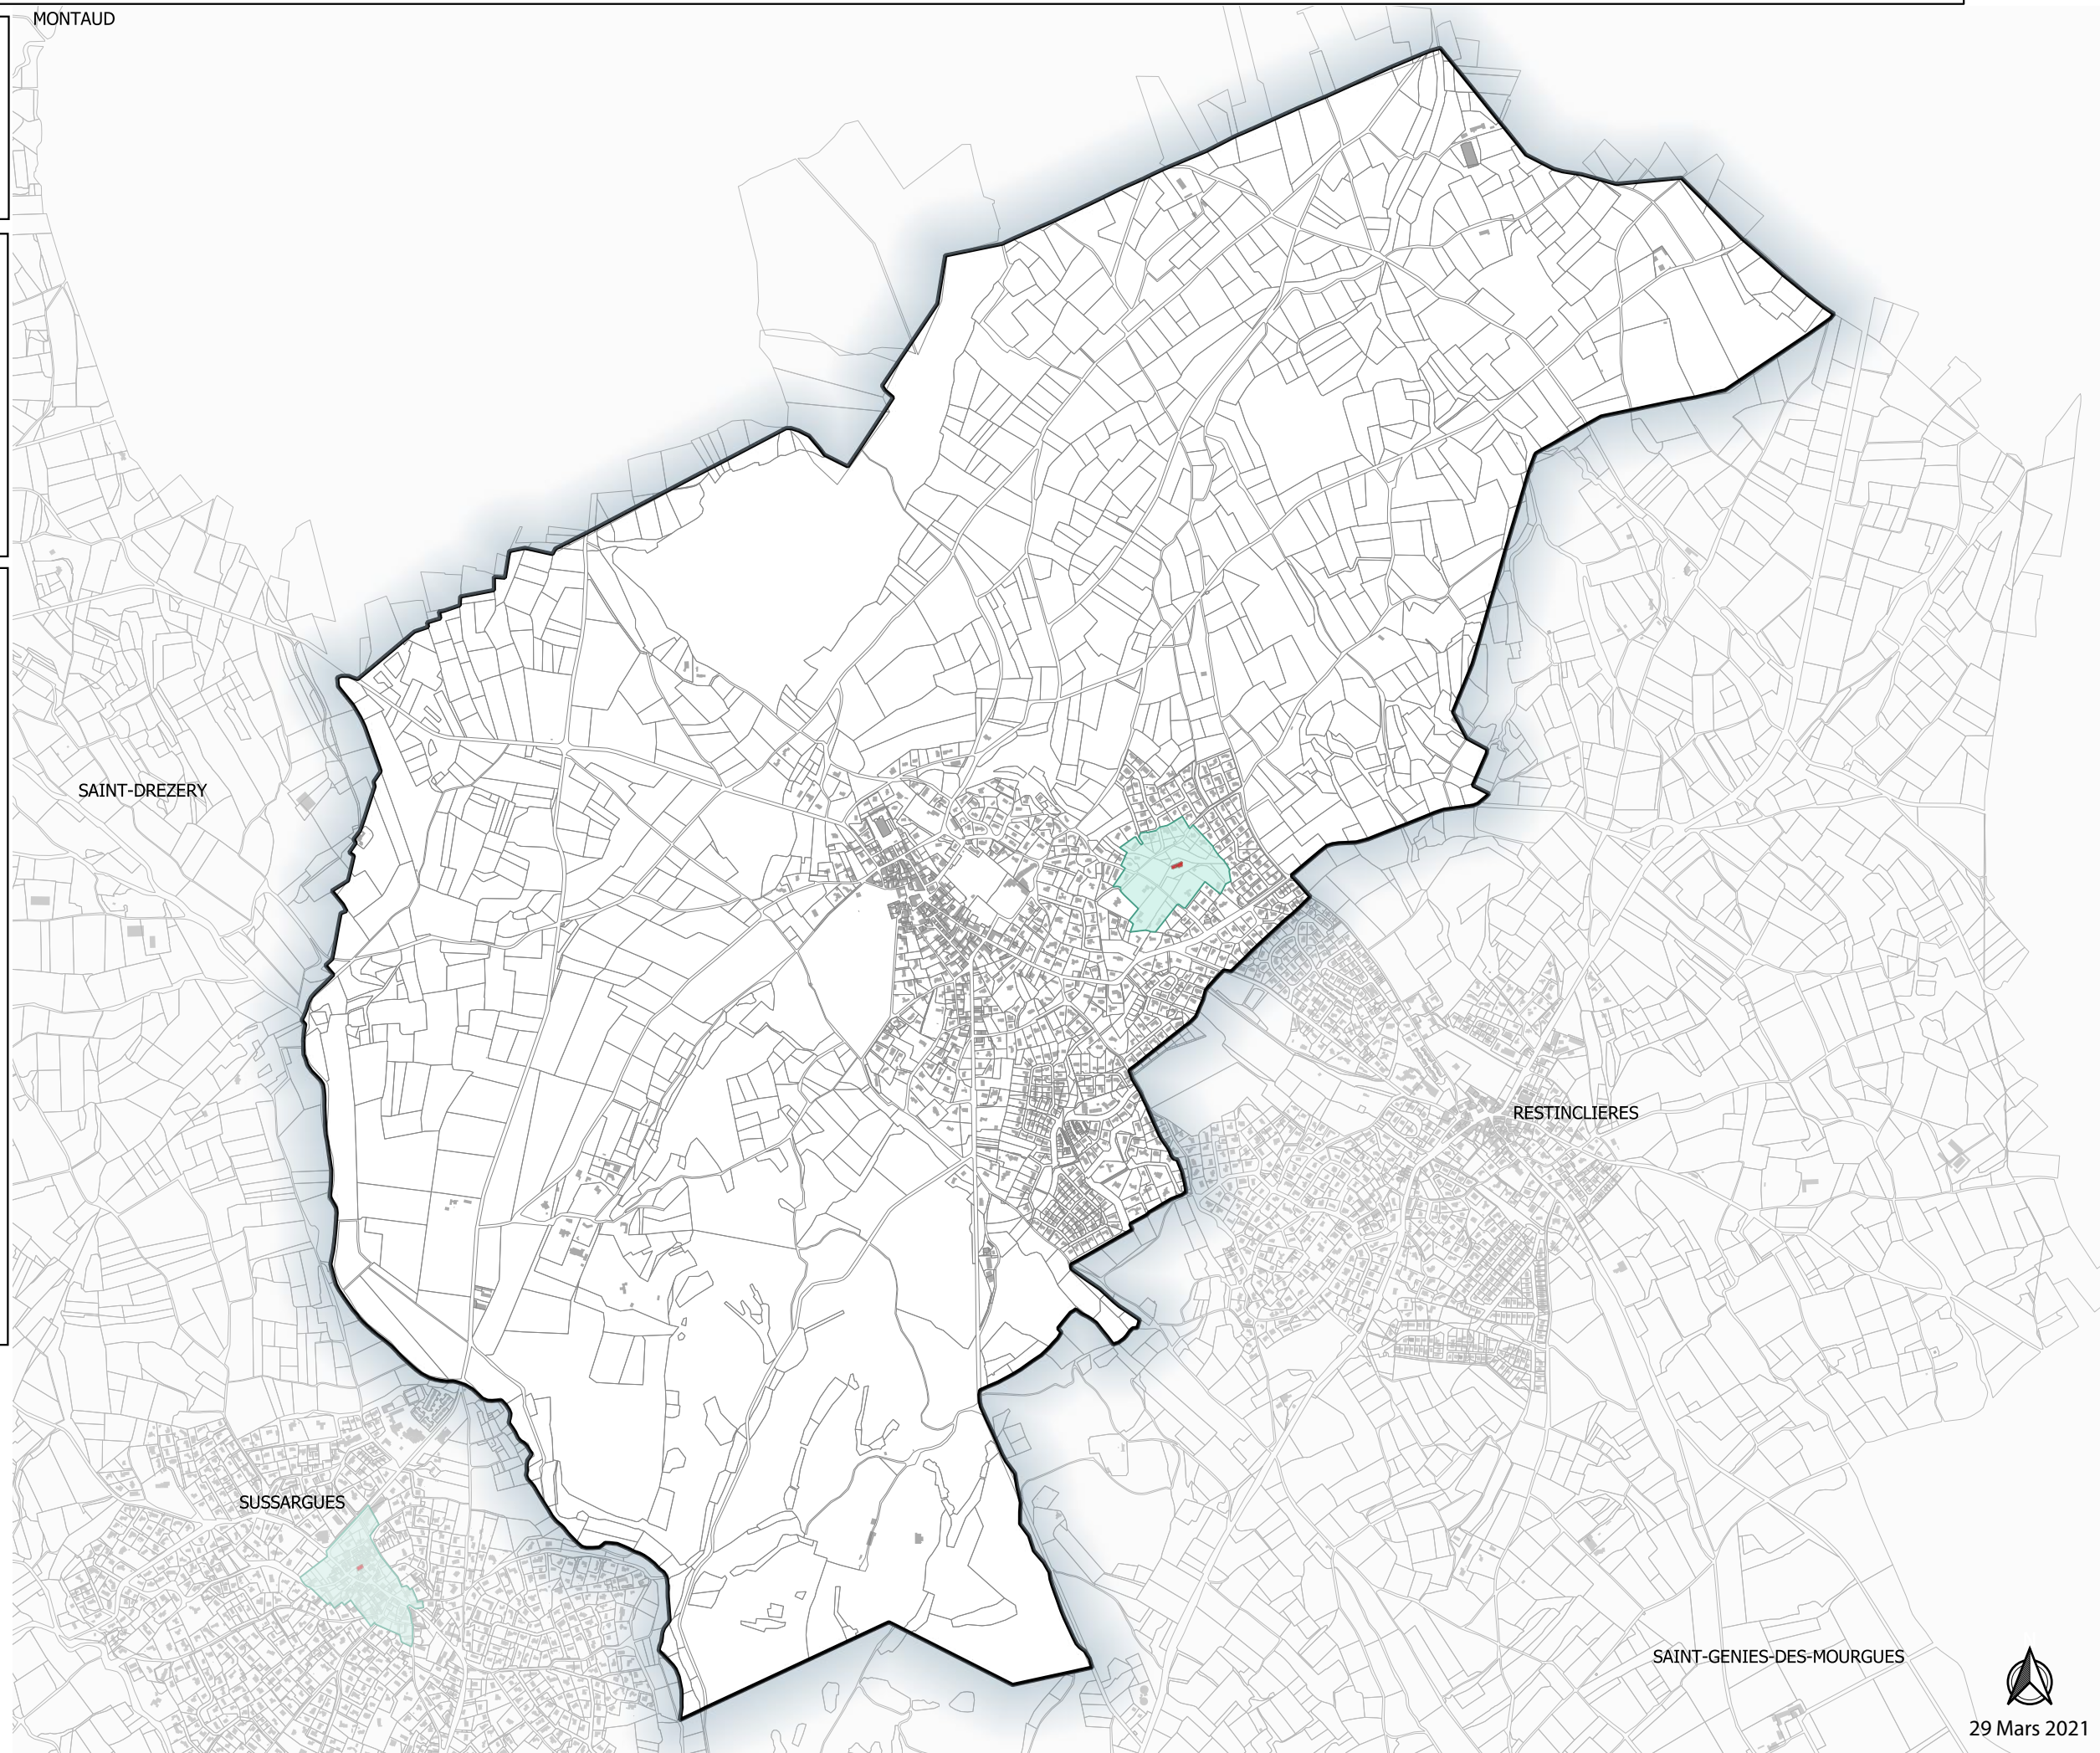 MONTAUD
SAINT-DREZERY
RESTINCLIERES
SUSSARGUES
SAINT-GENIES-DES-MOURGUES
29 Mars 2021